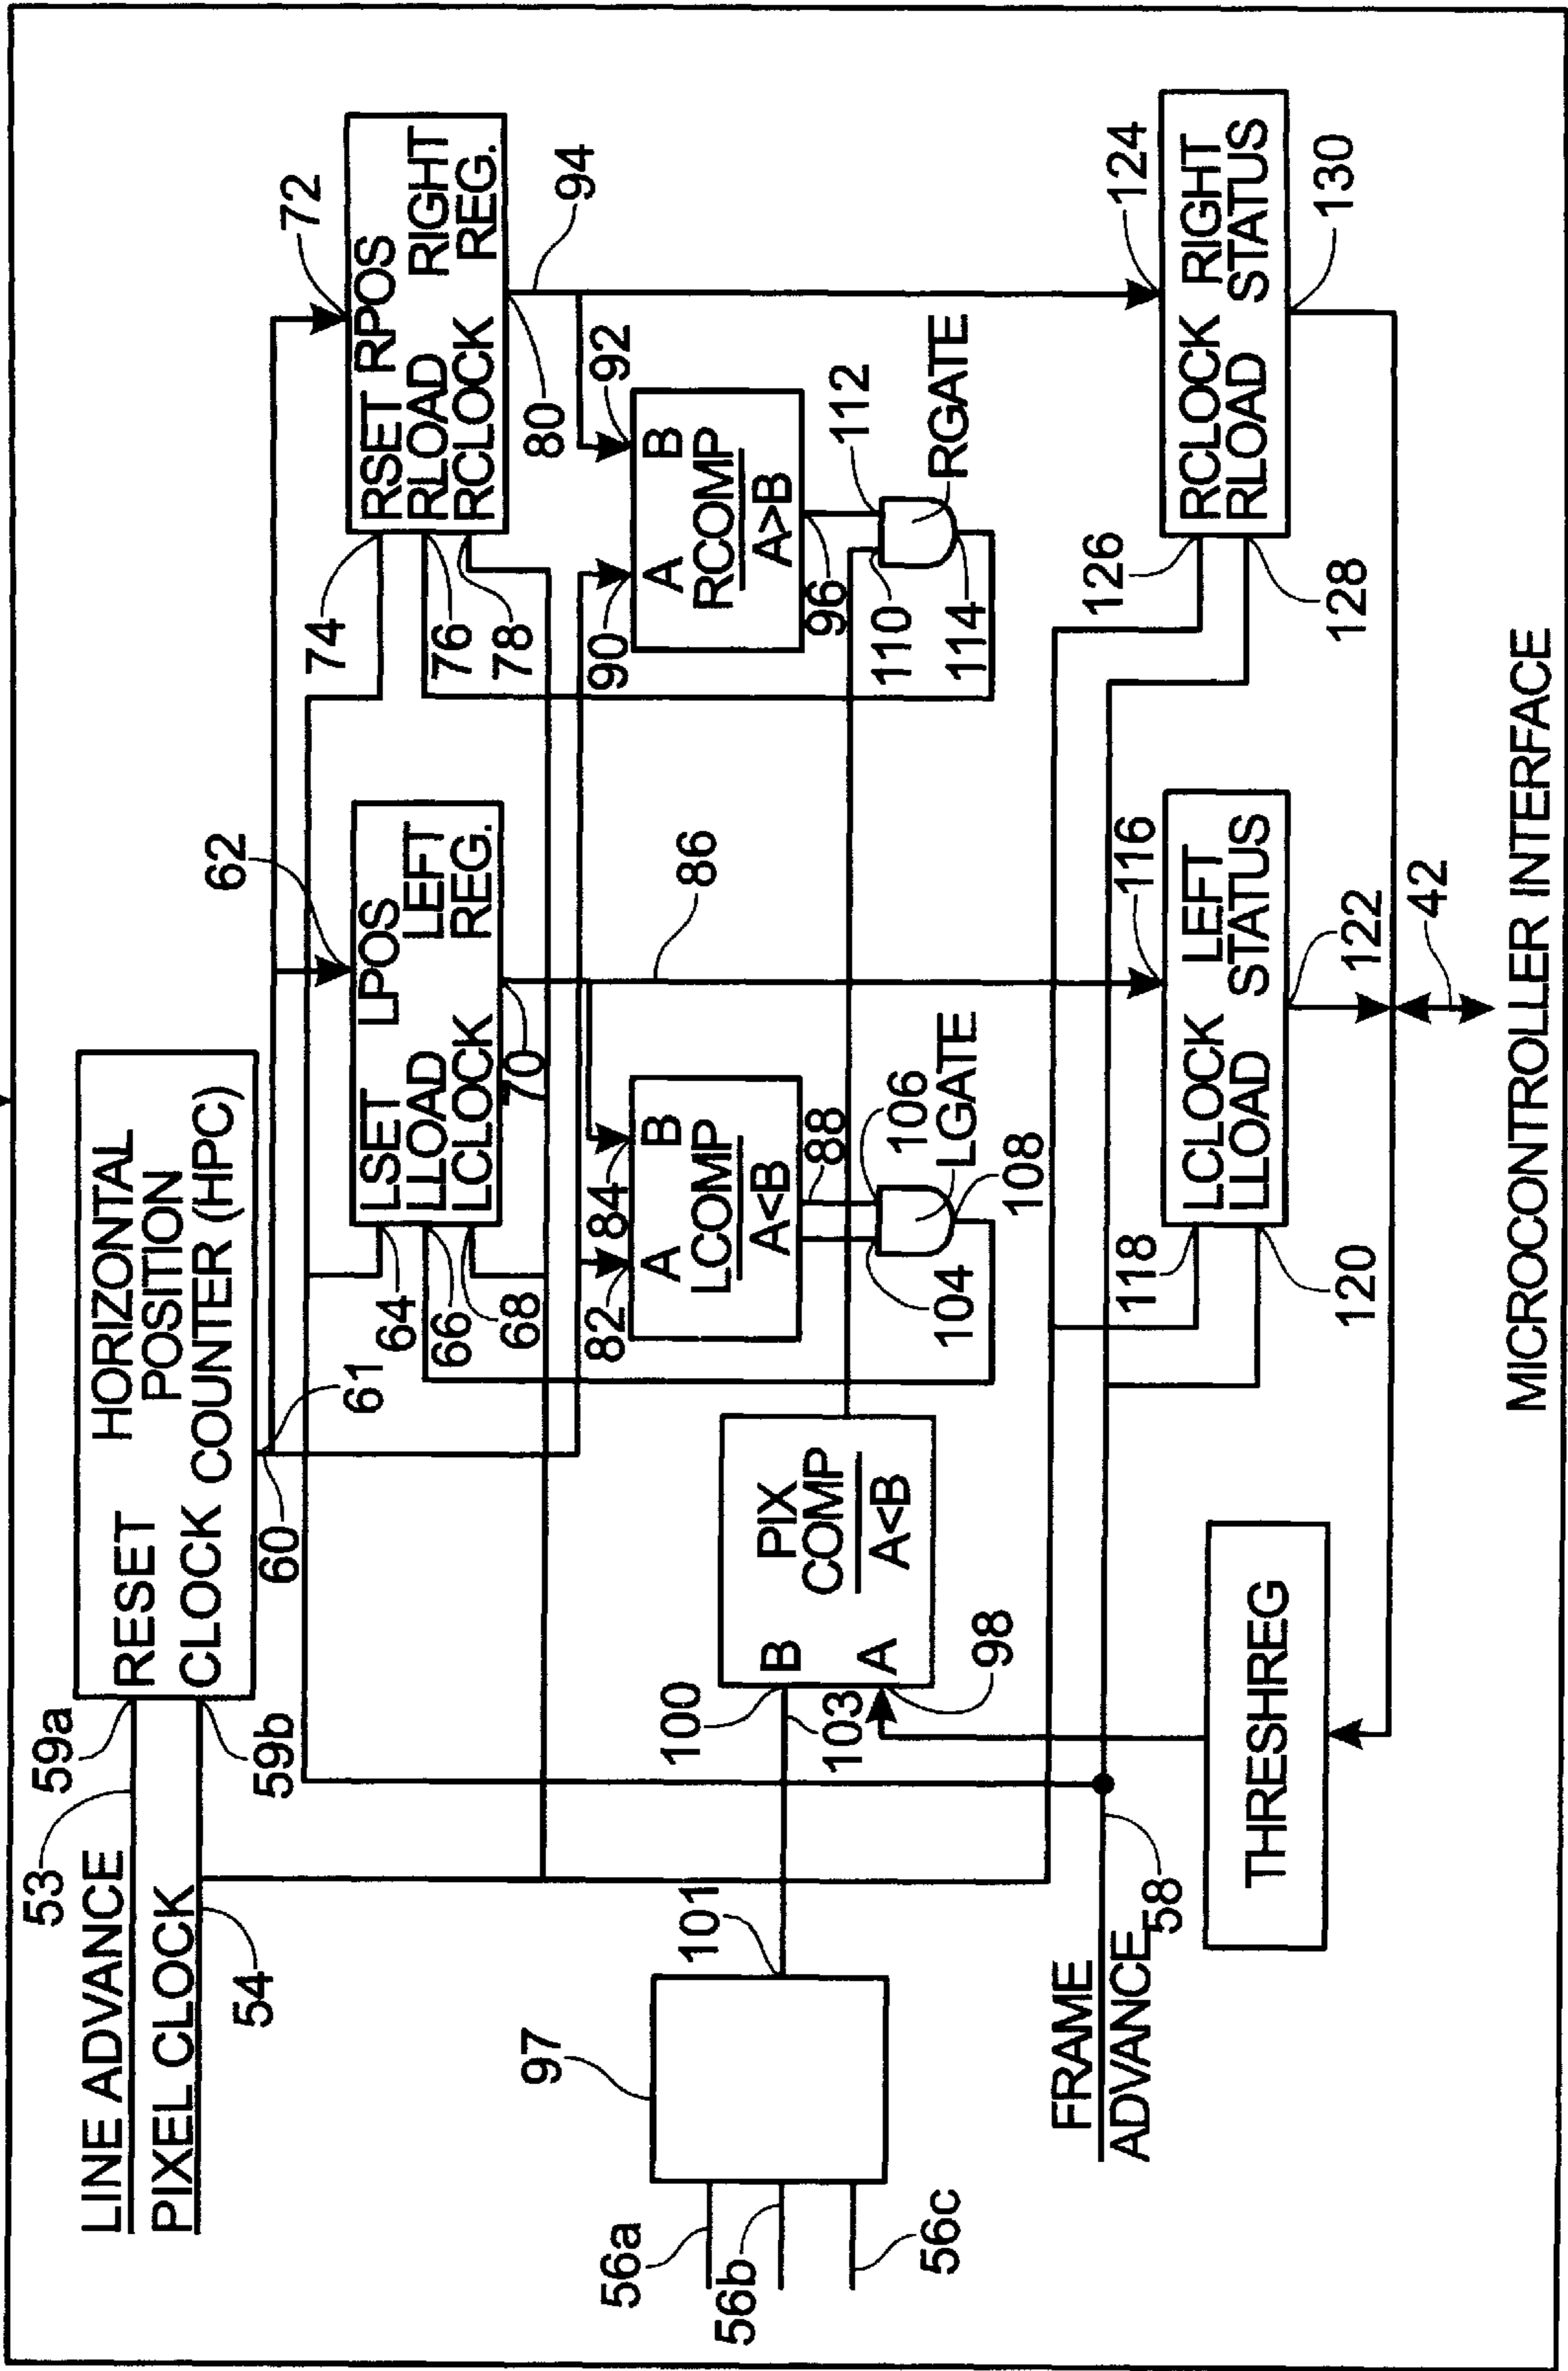 LINE ADVANCE
53
59a
RESET
HORIZONTAL
POSITION
COUNTER (HPC)
PIXEL CLOCK
54
59b
CLOCK
60
61
62
72
LSET LPOS
LLOAD LEFT
LCLOCK REG.
64
66
68
70
RSET RPOS
RLOAD RIGHT
RCLOCK REG.
74
76
78
80
94
82
84
A B
LCOMP
A<B
88
86
90
92
A B
RCOMP
A>B
96
112
97
56a
56b
56c
101
100
103
B
A
PIX
COMP
A<B
98
104
106
LGATE
108
110
RGATE
114
FRAME
ADVANCE
58
116
118
120
LCLOCK LEFT
LLOAD STATUS
122
124
126
128
RCLOCK RIGHT
RLOAD STATUS
130
THRESHREG
42
MICROCONTROLLER INTERFACE